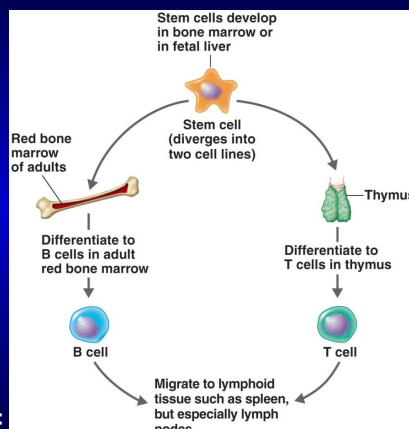 Stem cells develop
in bone marrow or
in fetal liver
Stem cell
(diverges into
two cell lines)
Red bone
marrow
of adults
Thymus
Differentiate to
B cells in adult
red bone marrow
Differentiate to
T cells in thymus
B cell
T cell
Migrate to lymphoid
tissue such as spleen,
but especially lymph
nodes